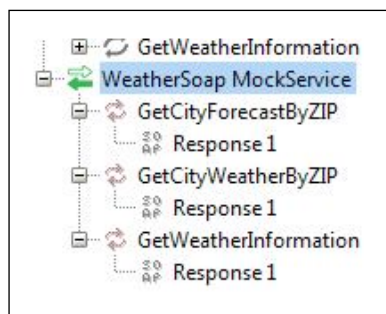 GetWeatherInformation
WeatherSoap MockService
GetCityForecastByZIP
Response 1
GetCityWeatherByZIP
Response 1
GetWeatherInformation
Response 1